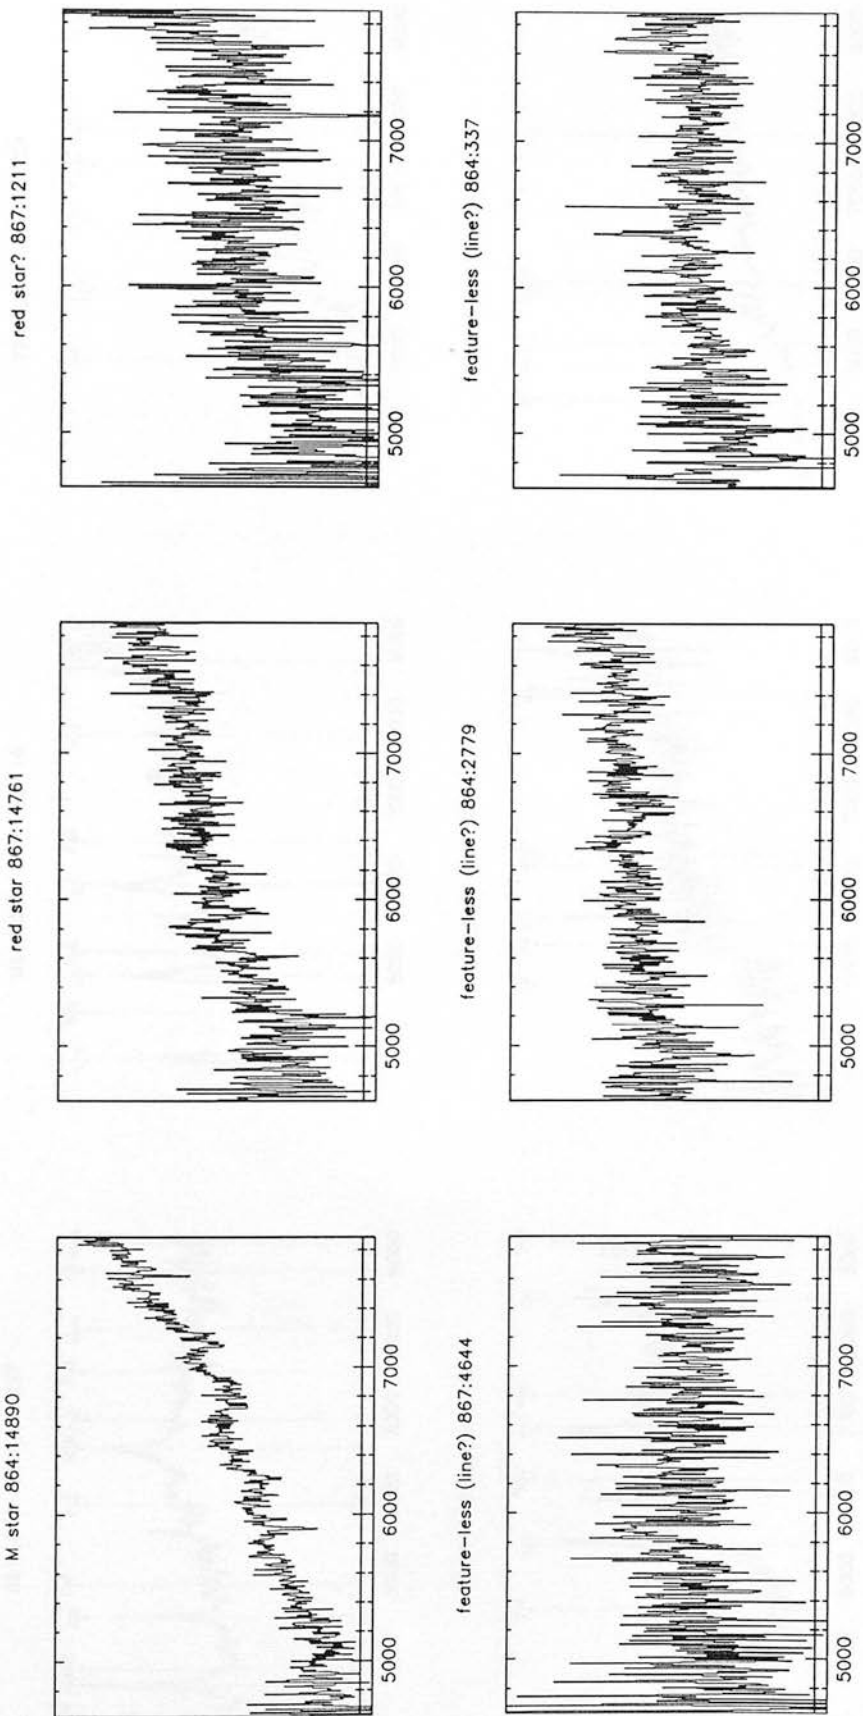 M star 864:14890
5000 6000 7000
red star 867:14761
5000 6000 7000
red star? 867:1211
5000 6000 7000
feature-less (line?) 867:4644
5000 6000 7000
feature-less (line?) 864:2779
5000 6000 7000
feature-less (line?) 864:337
5000 6000 7000